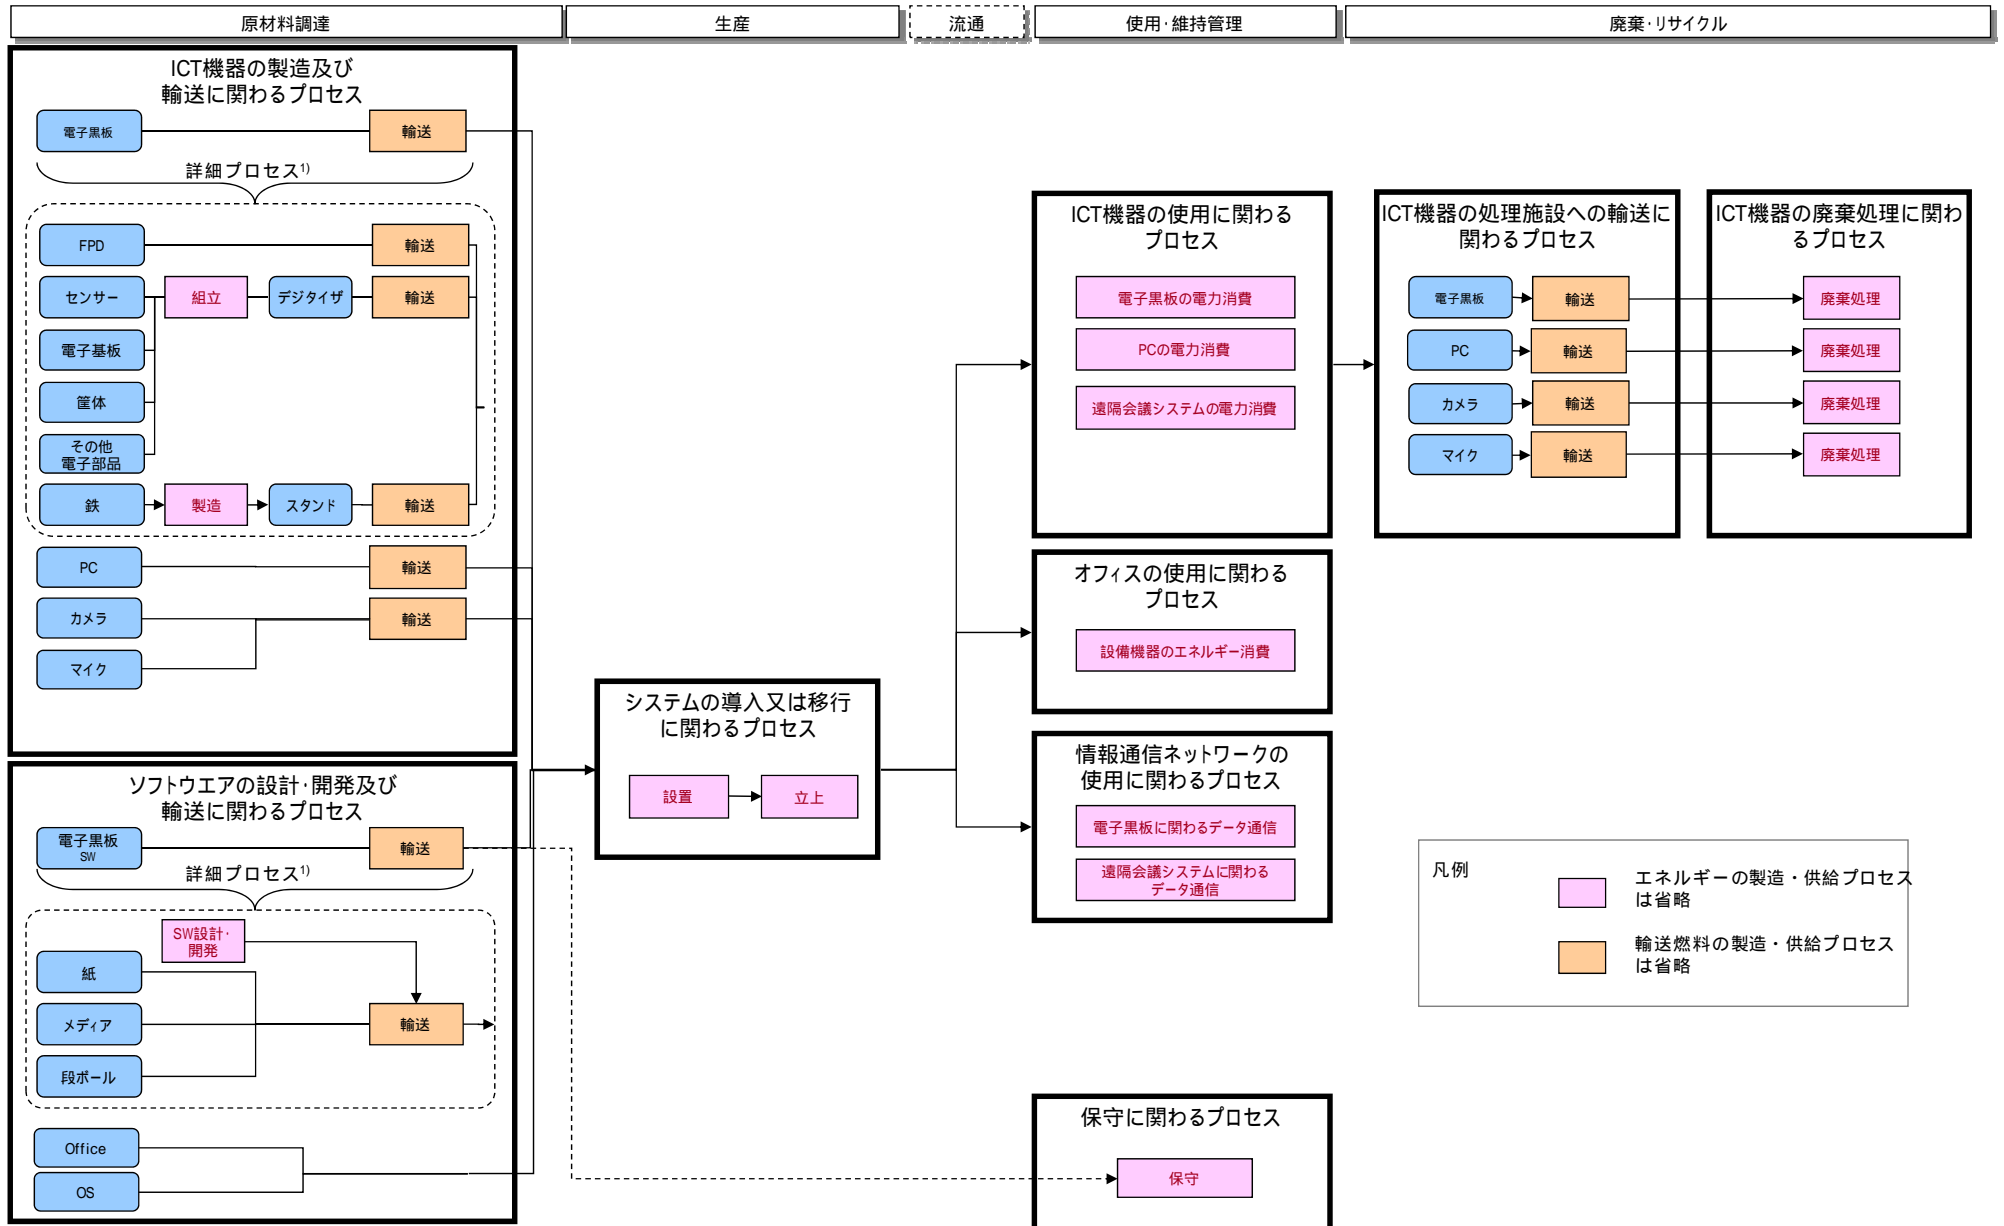 原材料調達
生産
流通
使用・維持管理
廃棄・リサイクル
ICT機器の製造及び
輸送に関わるプロセス
電子黒板
輸送
詳細プロセス1)
FPD
輸送
センサー
組立
デジタイザ
輸送
電子基板
筐体
その他
電子部品
鉄
製造
スタンド
輸送
PC
輸送
カメラ
輸送
マイク
ソフトウエアの設計・開発及び
輸送に関わるプロセス
電子黒板
SW
輸送
詳細プロセス1)
SW設計・
開発
紙
メディア
輸送
段ボール
Office
OS
システムの導入又は移行
に関わるプロセス
設置
立上
ICT機器の使用に関わる
プロセス
電子黒板の電力消費
PCの電力消費
遠隔会議システムの電力消費
オフィスの使用に関わる
プロセス
設備機器のエネルギー消費
情報通信ネットワークの
使用に関わるプロセス
電子黒板に関わるデータ通信
遠隔会議システムに関わる
データ通信
保守に関わるプロセス
保守
ICT機器の処理施設への輸送に
関わるプロセス
電子黒板
輸送
PC
輸送
カメラ
輸送
マイク
輸送
ICT機器の廃棄処理に関わ
るプロセス
廃棄処理
廃棄処理
廃棄処理
廃棄処理
凡例
エネルギーの製造・供給プロセス
は省略
輸送燃料の製造・供給プロセス
は省略